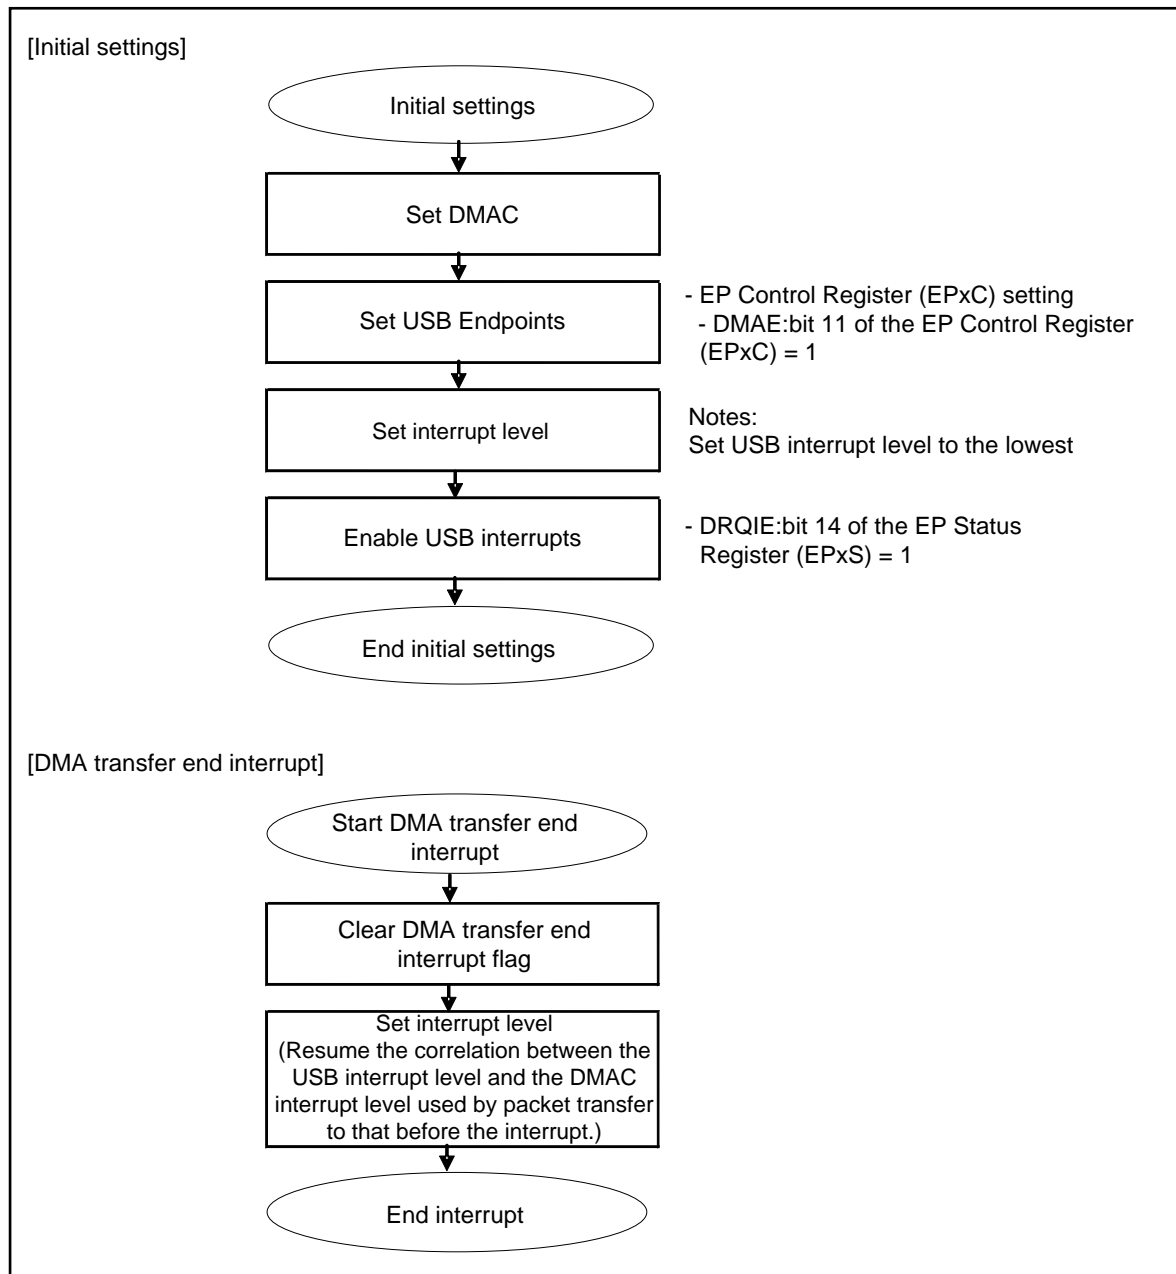 [Initial settings]
Initial settings
Set DMAC
Set USB Endpoints
- EP Control Register (EPxC) setting
- DMAE:bit 11 of the EP Control Register
(EPxC) = 1
Set interrupt level
Notes:
Set USB interrupt level to the lowest
Enable USB interrupts
- DRQIE:bit 14 of the EP Status
Register (EPxS) = 1
End initial settings
[DMA transfer end interrupt]
Start DMA transfer end
interrupt
Clear DMA transfer end
interrupt flag
Set interrupt level
(Resume the correlation between the
USB interrupt level and the DMAC
interrupt level used by packet transfer
to that before the interrupt.)
End interrupt